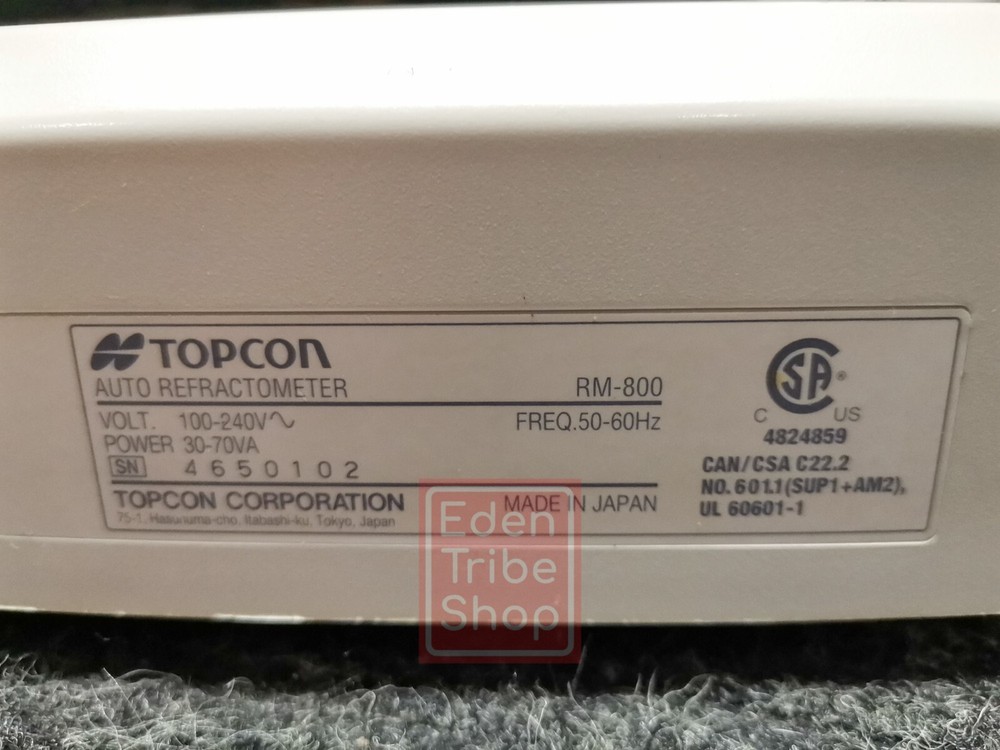 TOPCON
AUTO REFRACTOMETER RM-800
VOLT. 100-240V~ FREQ.50-60Hz
POWER 30-70VA
SN 4650102
TOPCON CORPORATION MADE IN JAPAN
75-1, Hasunuma-cho, Itabashi-ku, Tokyo, Japan
CSA®
C US
4824859
CAN/CSA C22.2
NO. 601.1(SUP1+AM2),
UL 60601-1
Eden
Tribe
Shop